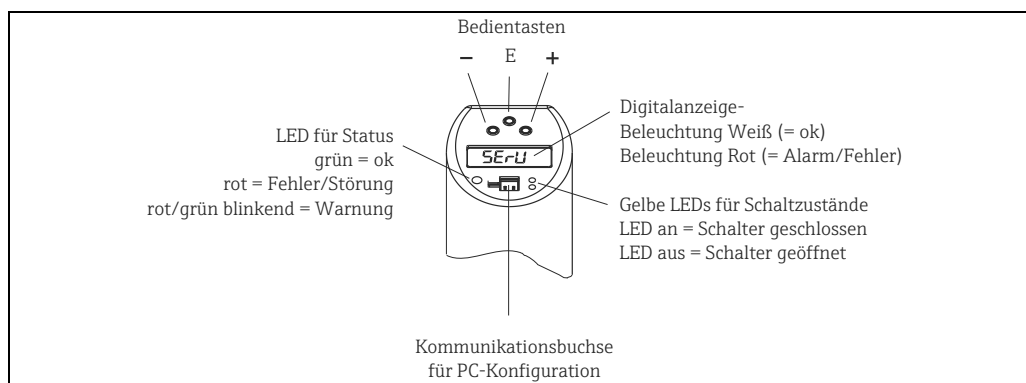 Bedientasten
– E +
Digitalanzeige-
Beleuchtung Weiß (= ok)
Beleuchtung Rot (= Alarm/Fehler)
LED für Status
grün = ok
rot = Fehler/Störung
rot/grün blinkend = Warnung
SErU
Gelbe LEDs für Schaltzustände
LED an = Schalter geschlossen
LED aus = Schalter geöffnet
Kommunikationsbuchse
für PC-Konfiguration